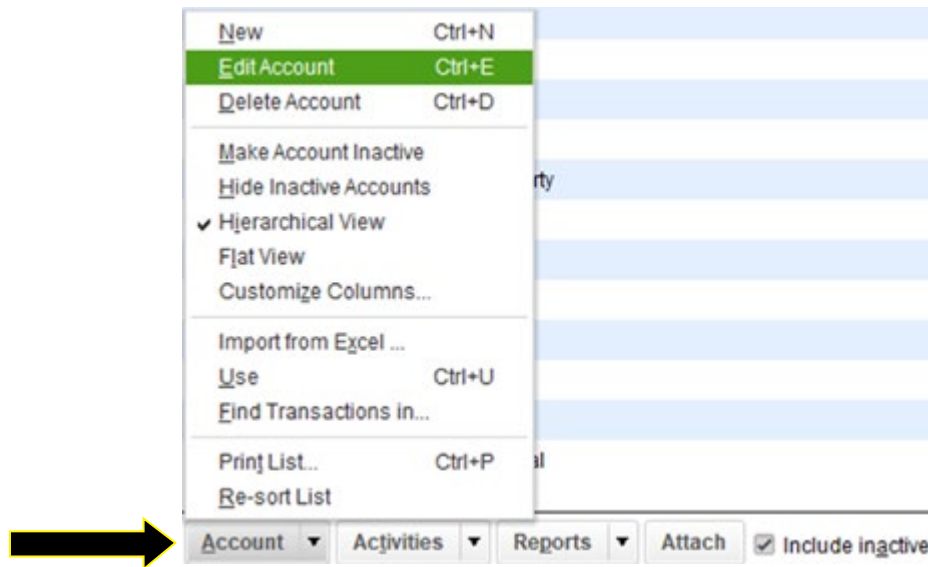 New Ctrl+N
Edit Account Ctrl+E
Delete Account Ctrl+D
Make Account Inactive
Hide Inactive Accounts
rty
Hierarchical View
Flat View
Customize Columns...
Import from Excel ...
Use Ctrl+U
Find Transactions in...
Print List... Ctrl+P
al
Re-sort List
Account Activities Reports Attach Include inactive